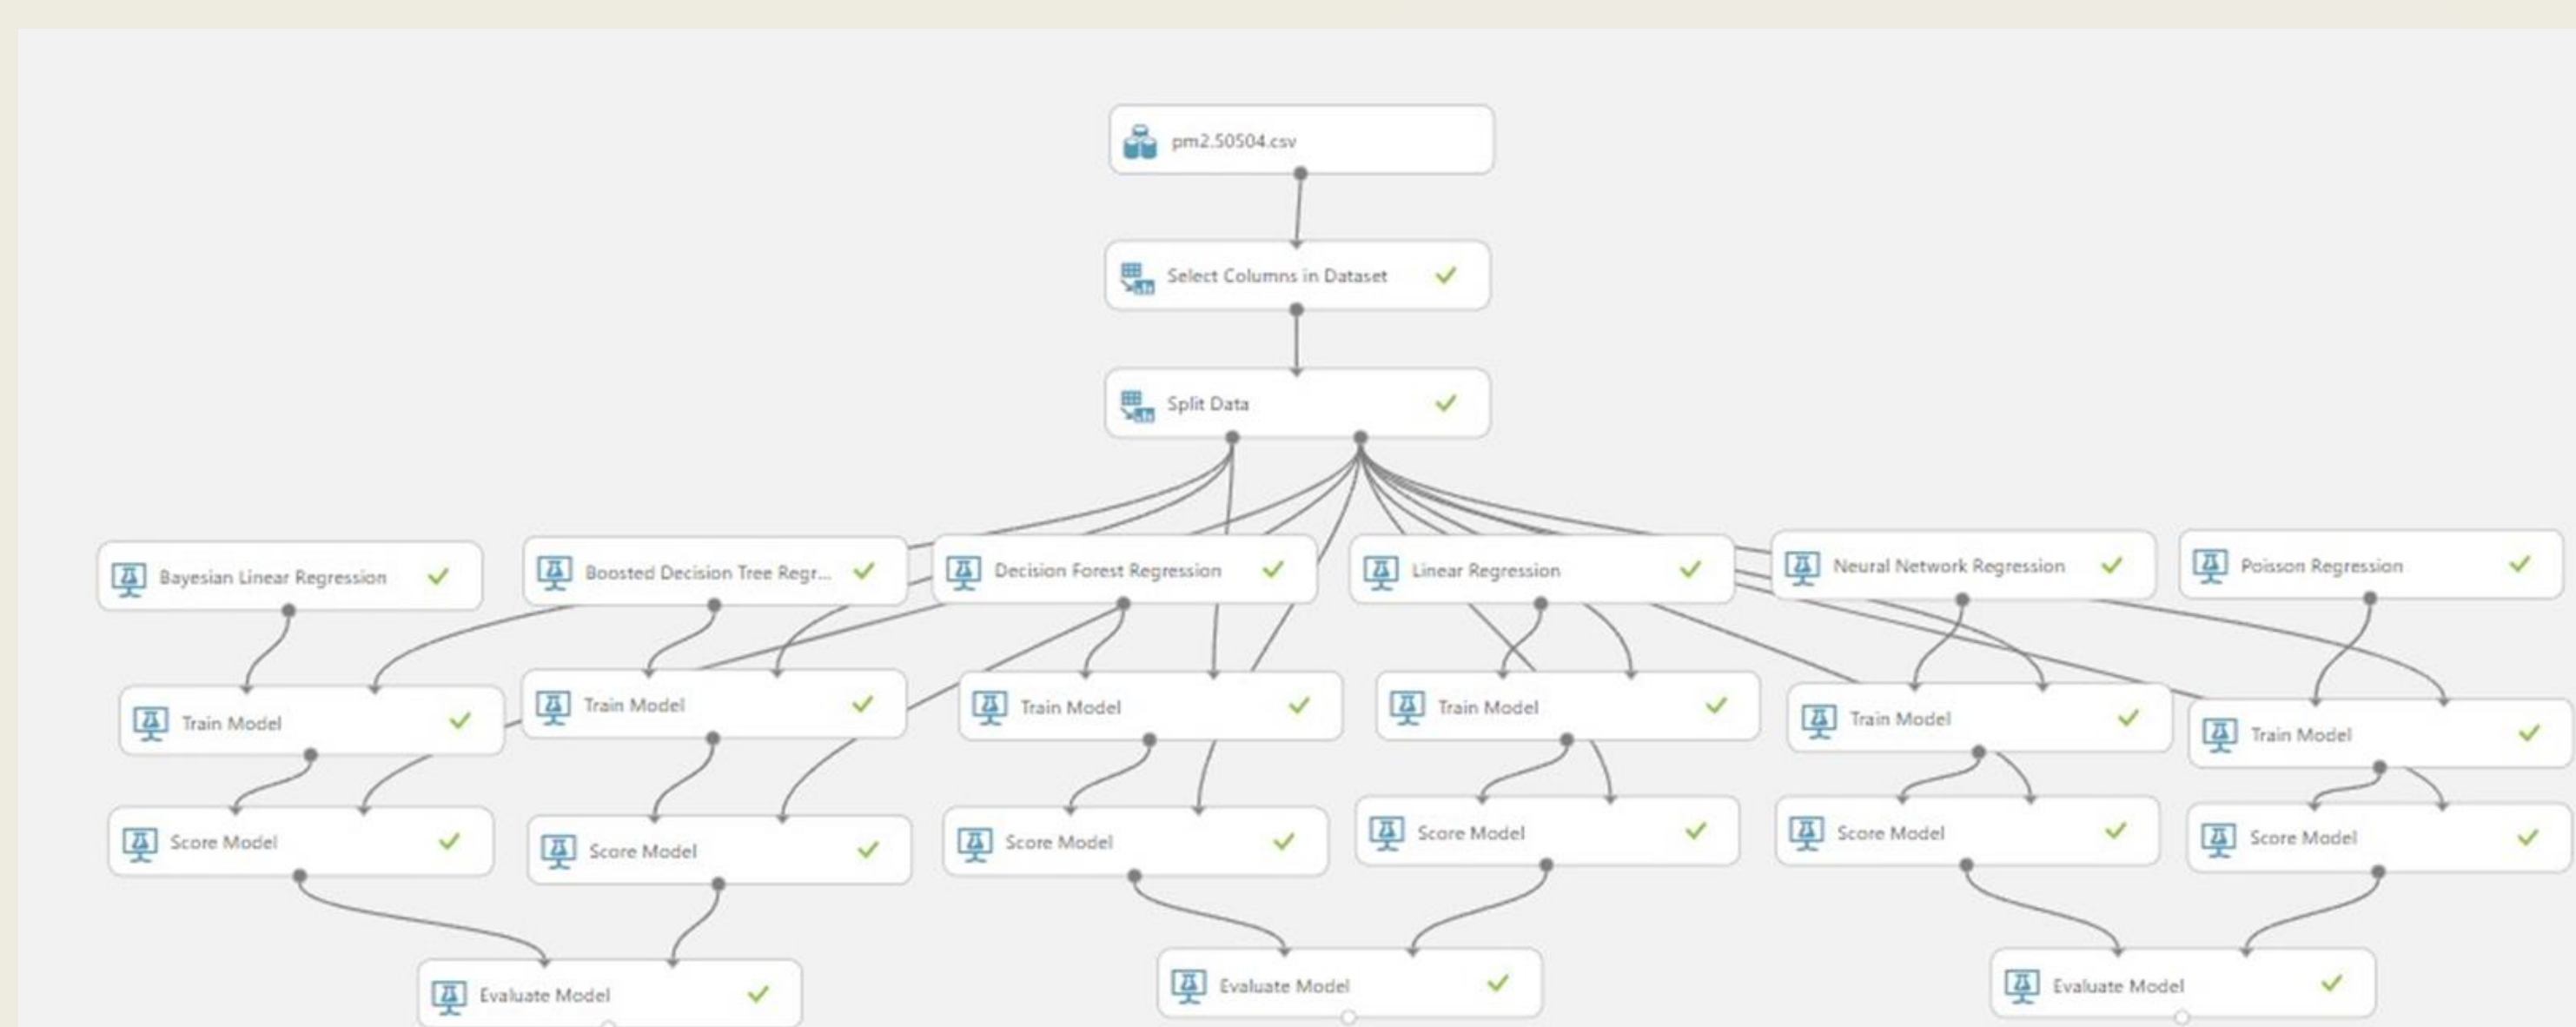 pm2.50504.csv
Select Columns in Dataset
Split Data
Bayesian Linear Regression
Boosted Decision Tree Regr...
Decision Forest Regression
Linear Regression
Neural Network Regression
Poisson Regression
Train Model
Train Model
Train Model
Train Model
Train Model
Train Model
Score Model
Score Model
Score Model
Score Model
Score Model
Score Model
Evaluate Model
Evaluate Model
Evaluate Model